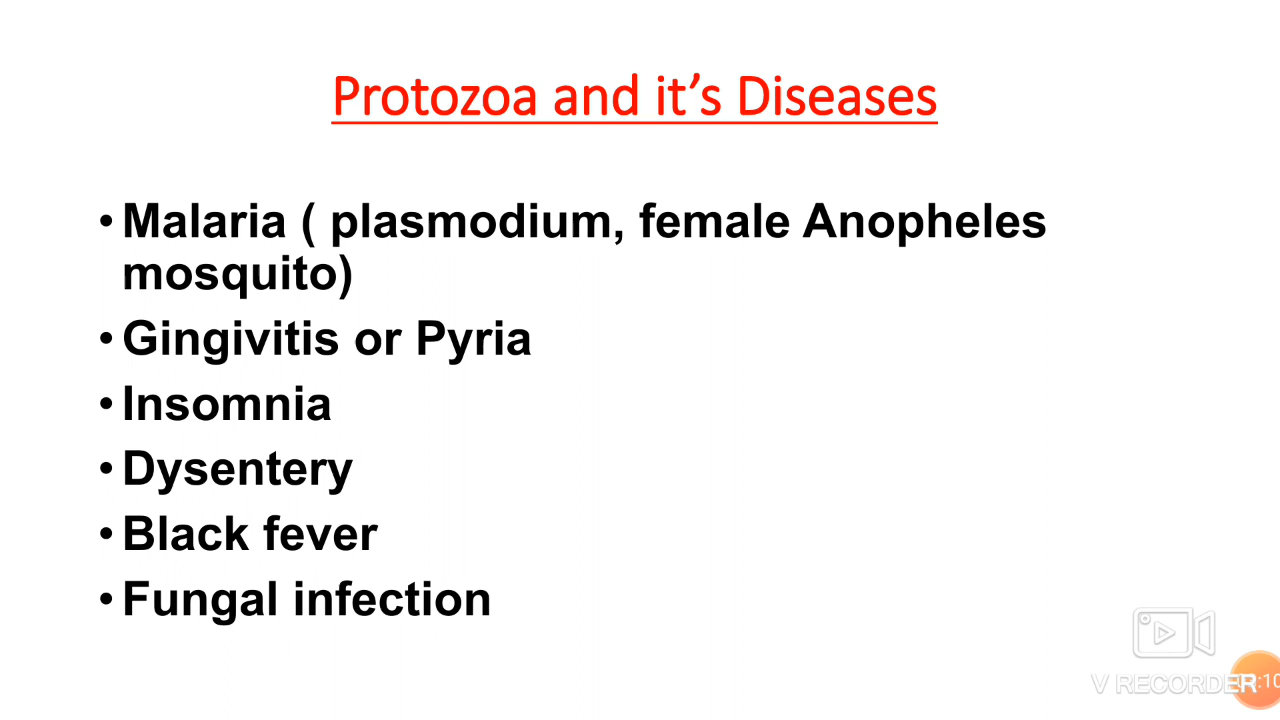 Protozoa and it's Diseases
• Malaria ( plasmodium, female Anopheles
mosquito)
• Gingivitis or Pyria
• Insomnia
• Dysentery
• Black fever
• Fungal infection
V RECORDER